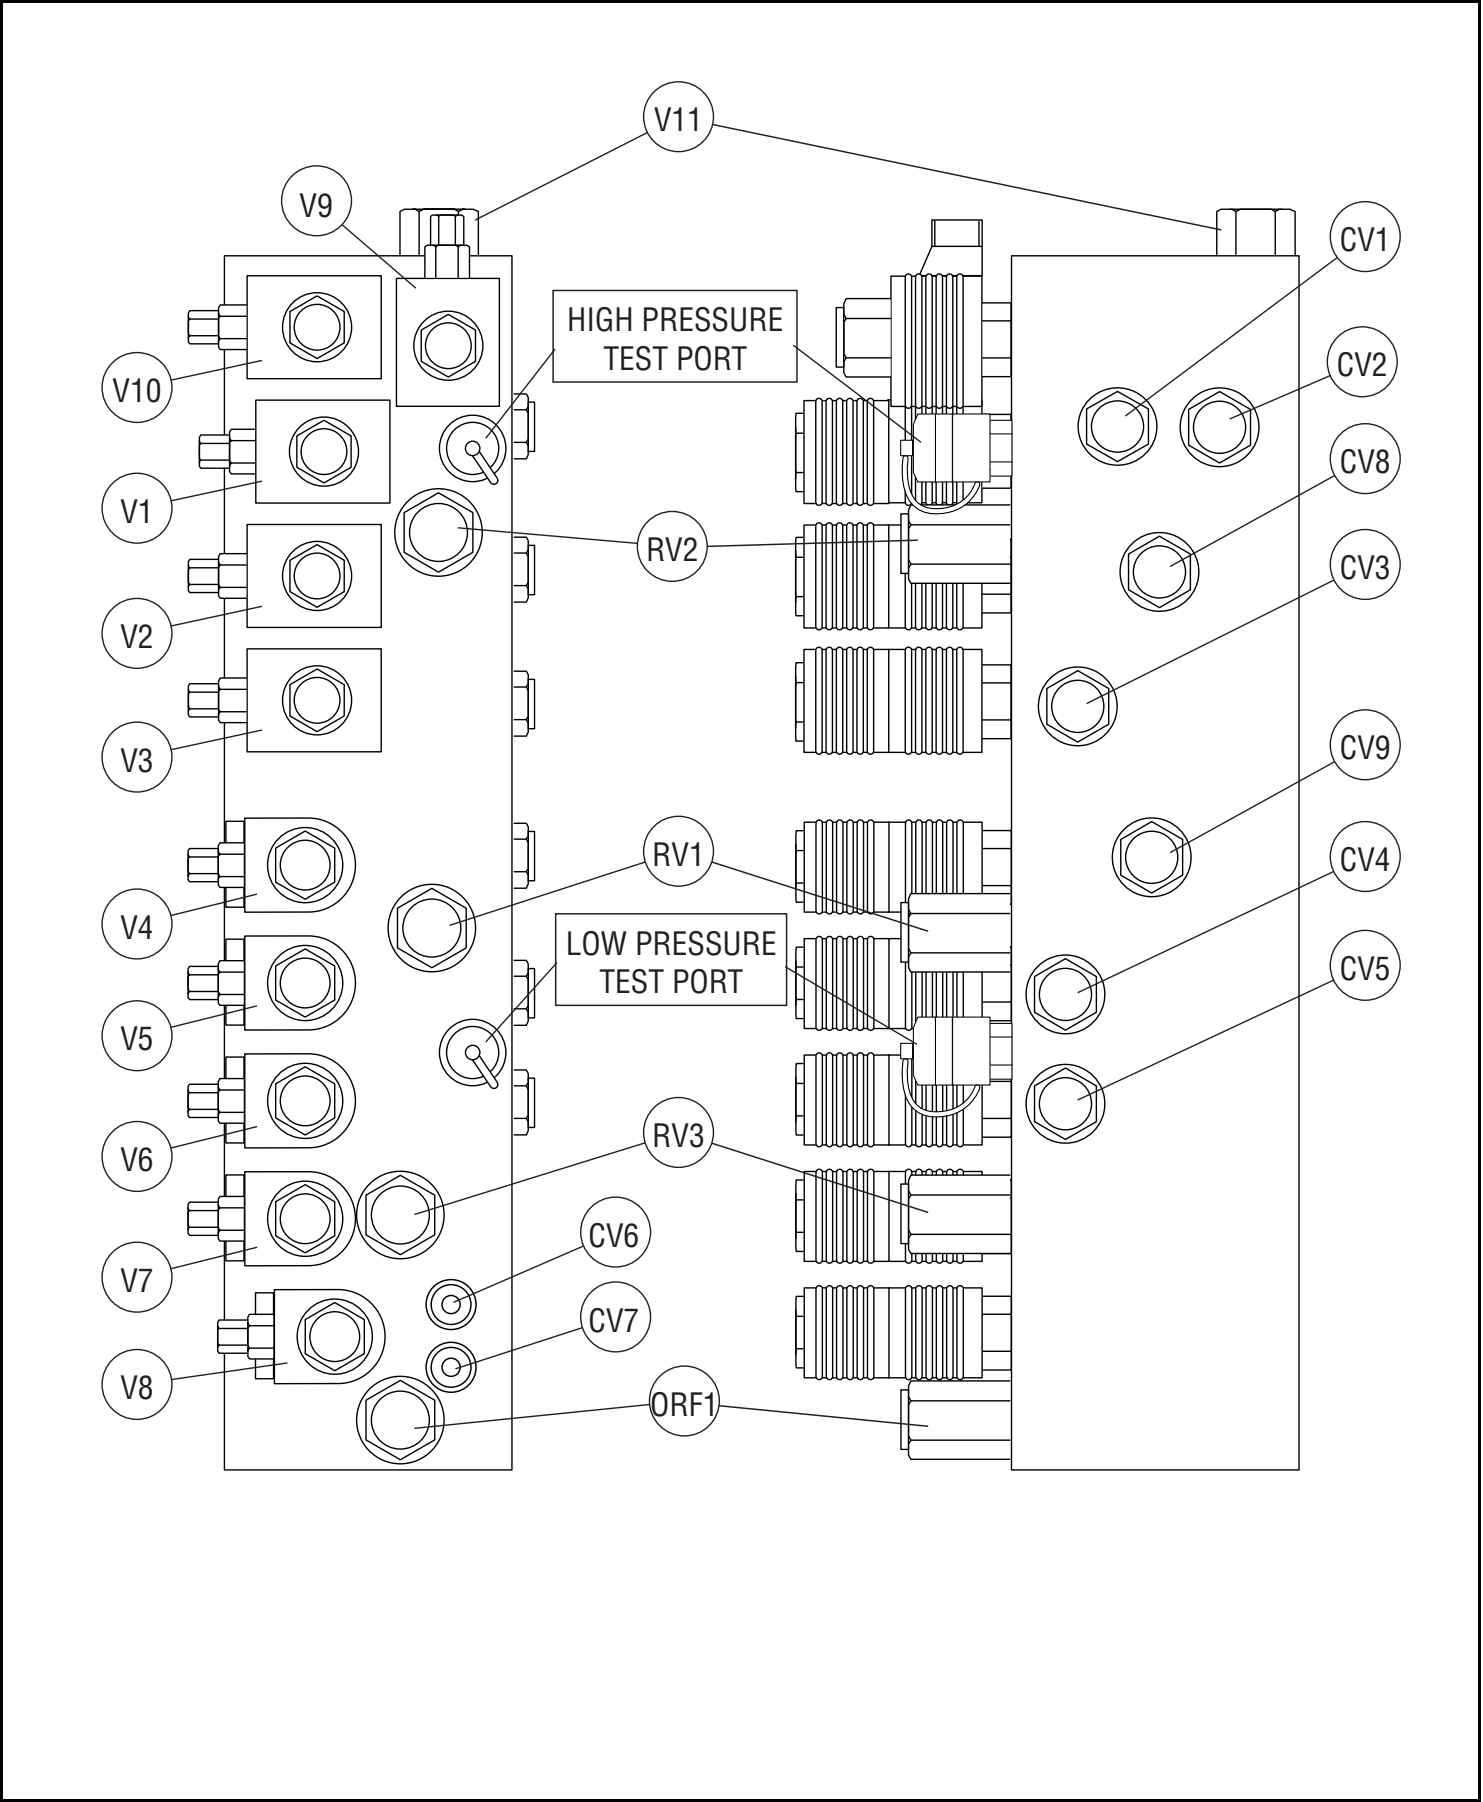 V11
V9
CV1
HIGH PRESSURE
TEST PORT
CV2
V10
CV8
V1
RV2
CV3
V2
V3
CV9
RV1
CV4
V4
LOW PRESSURE
TEST PORT
CV5
V5
RV3
V6
CV6
V7
CV7
V8
ORF1